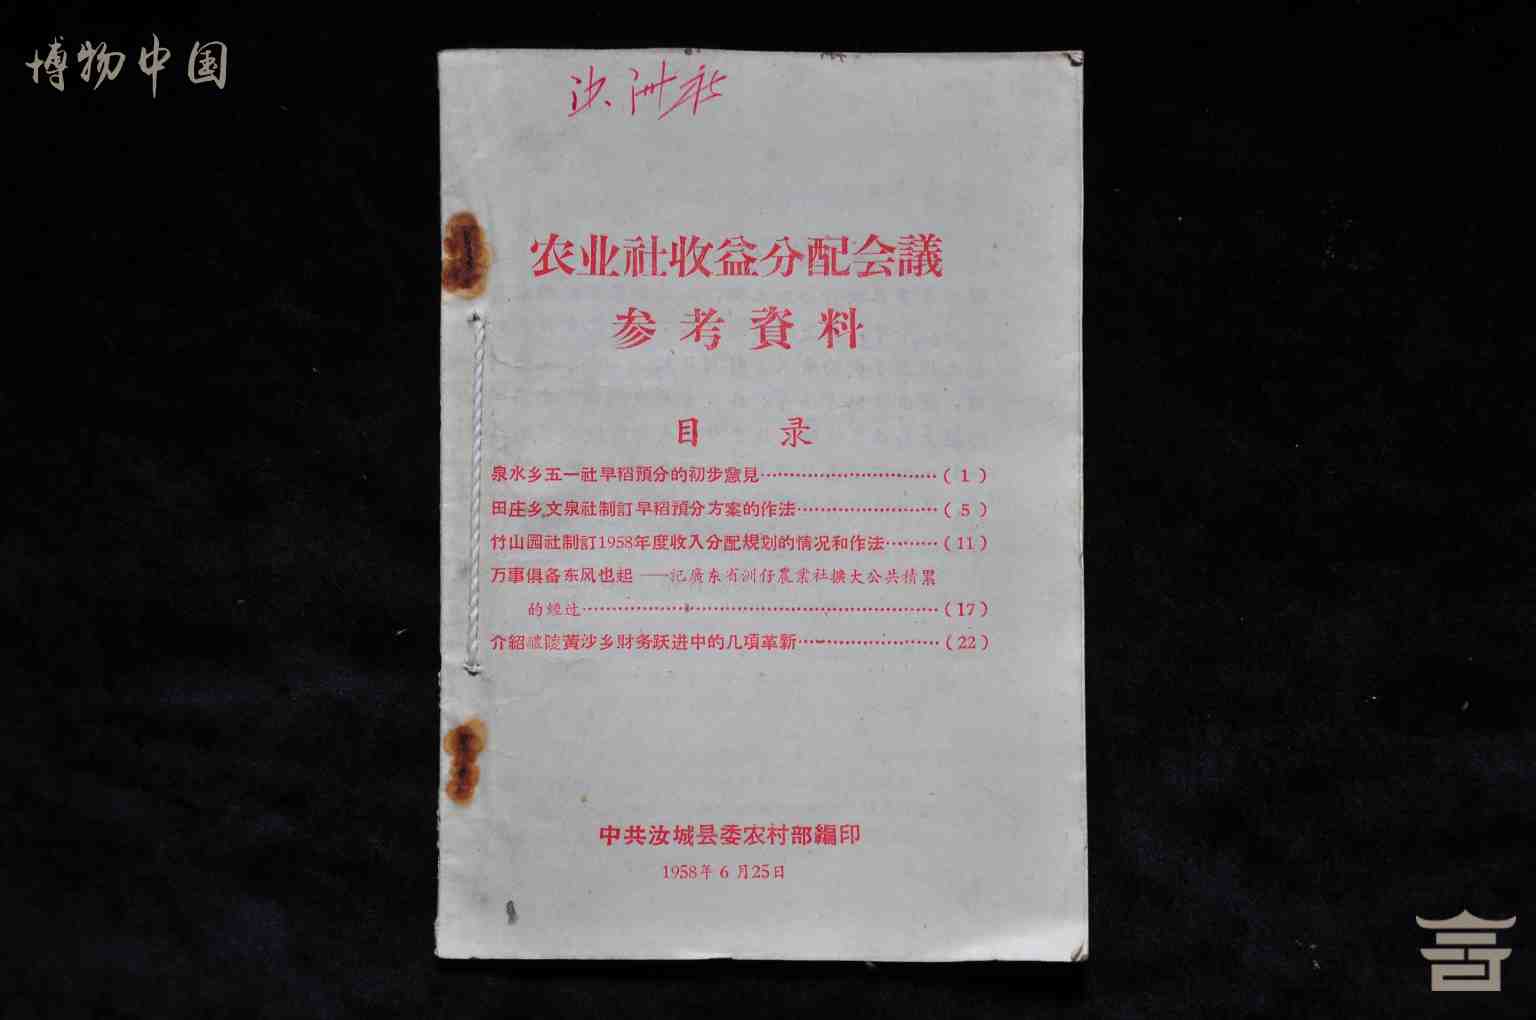 博物中国
沙洲社
农业社收益分配会議
参考資料
目 录
泉水乡五一社早稻預分的初步意見……………………(1)
田庄乡文泉社制訂早稻預分方案的作法…………………(5)
竹山园社制訂1958年度收入分配規划的情况和作法………(11)
万事俱备东风也起——記廣东省洲仔農業社擴大公共積累
的經过……………………………………………(17)
介紹醴陵黄沙乡財务跃进中的几項革新…………………(22)
中共汝城县委农村部編印
1958年6月25日